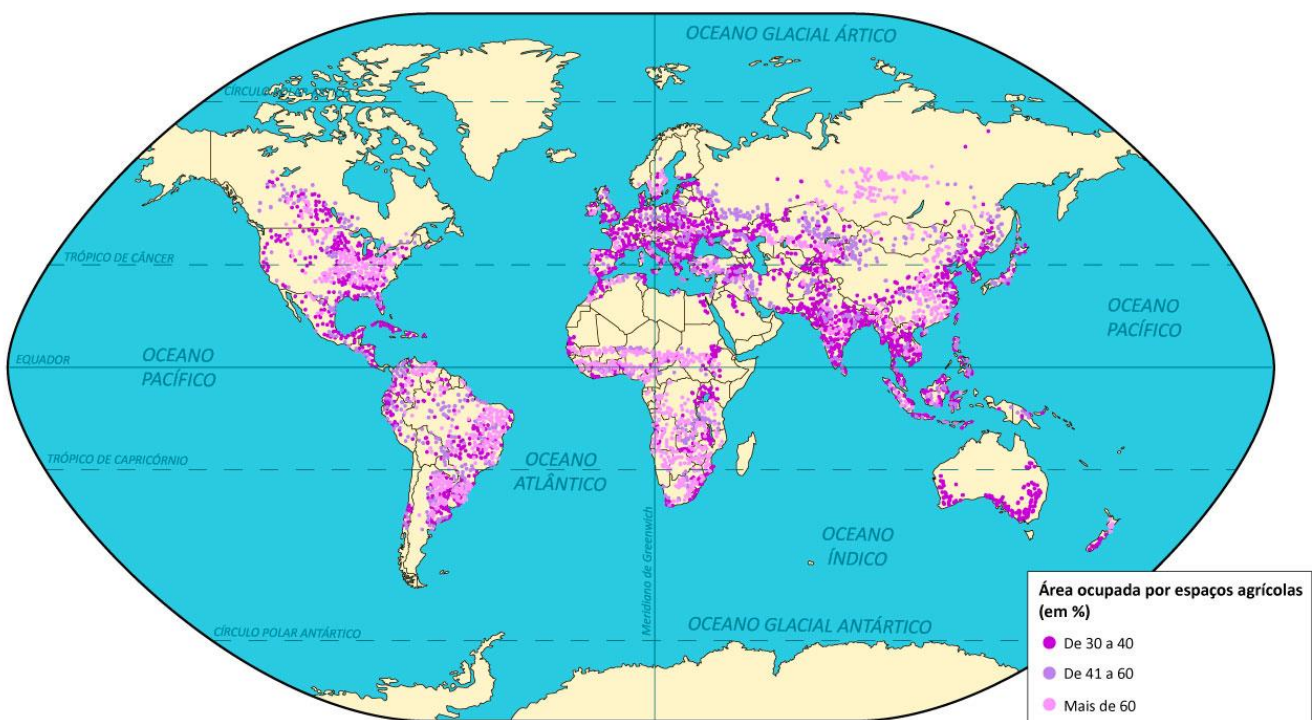 OCEANO GLACIAL ÁRTICO
CÍRCULO POLAR ÁRTICO
TRÓPICO DE CÂNCER
OCEANO
PACÍFICO
EQUADOR
OCEANO
PACÍFICO
TRÓPICO DE CAPRICÓRNIO
OCEANO
ATLÂNTICO
OCEANO
ÍNDICO
Meridiano de Greenwich
CÍRCULO POLAR ANTÁRTICO
OCEANO GLACIAL ANTÁRTICO
Área ocupada por espaços agrícolas
(em %)
De 30 a 40
De 41 a 60
Mais de 60